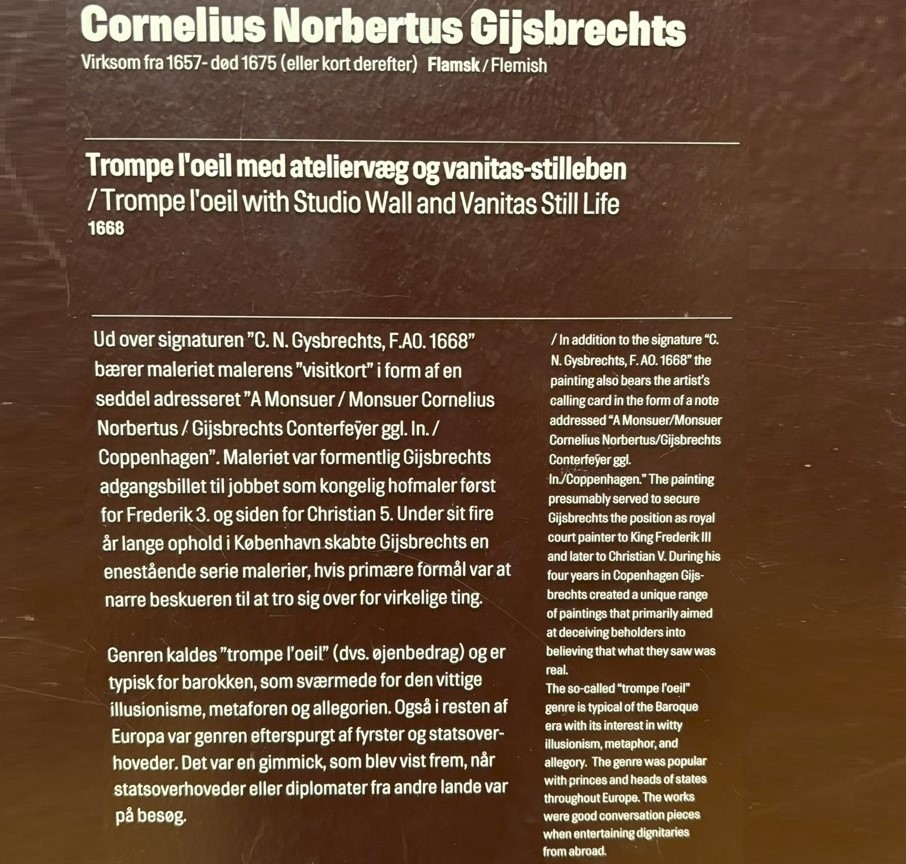 Cornelius Norbertus Gijsbrechts
Virksom fra 1657- død 1675 (eller kort derefter) Flamsk / Flemish
Trompe l'oeil med ateliervæg og vanitas-stilleben
/ Trompe l'oeil with Studio Wall and Vanitas Still Life
1668
Ud over signaturen "C. N. Gysbrechts, F.AO. 1668"
bærer maleriet malerens "visitkort" i form af en
seddel adresseret "A Monsuer / Monsuer Cornelius
Norbertus / Gijsbrechts Conterfeÿer ggl. In. /
Coppenhagen". Maleriet var formentlig Gijsbrechts
adgangsbillet til jobbet som kongelig hofmaler først
for Frederik 3. og siden for Christian 5. Under sit fire
år lange ophold i København skabte Gijsbrechts en
enestående serie malerier, hvis primære formål var at
narre beskueren til at tro sig over for virkelige ting.
Genren kaldes "trompe l'oeil" (dvs. øjenbedrag) og er
typisk for barokken, som sværmede for den vittige
illusionisme, metaforen og allegorien. Også i resten af
Europa var genren efterspurgt af fyrster og statsover-
hoveder. Det var en gimmick, som blev vist frem, når
statsoverhoveder eller diplomater fra andre lande var
på besøg.
/ In addition to the signature "C.
N. Gysbrechts, F. AO. 1668" the
painting also bears the artist's
calling card in the form of a note
addressed "A Monsuer/Monsuer
Cornelius Norbertus/Gijsbrechts
Conterfeÿer ggl.
In./Coppenhagen." The painting
presumably served to secure
Gijsbrechts the position as royal
court painter to King Frederik III
and later to Christian V. During his
four years in Copenhagen Gijs-
brechts created a unique range
of paintings that primarily aimed
at deceiving beholders into
believing that what they saw was
real.
The so-called "trompe l'oeil"
genre is typical of the Baroque
era with its interest in witty
illusionism, metaphor, and
allegory. The genre was popular
with princes and heads of states
throughout Europe. The works
were good conversation pieces
when entertaining dignitaries
from abroad.